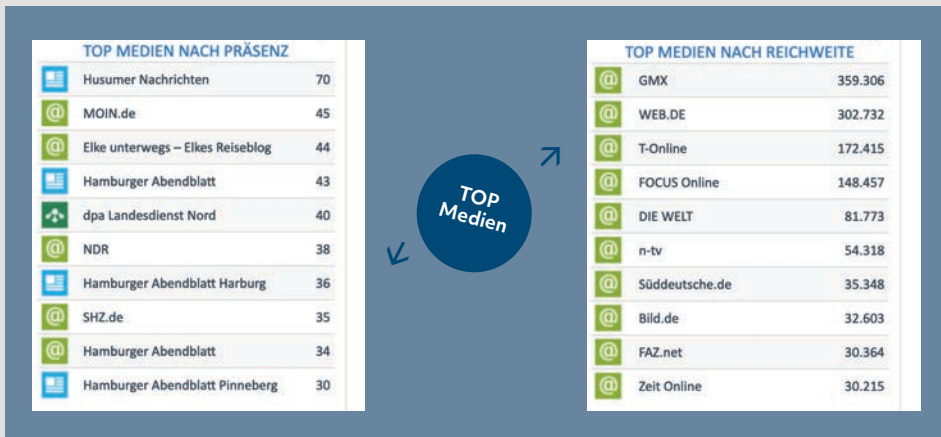 TOP MEDIEN NACH PRÄSENZ
Husumer Nachrichten 70
MOIN.de 45
Elke unterwegs – Elkes Reiseblog 44
Hamburger Abendblatt 43
dpa Landesdienst Nord 40
NDR 38
Hamburger Abendblatt Harburg 36
SHZ.de 35
Hamburger Abendblatt 34
Hamburger Abendblatt Pinneberg 30
TOP
Medien
TOP MEDIEN NACH REICHWEITE
GMX 359.306
WEB.DE 302.732
T-Online 172.415
FOCUS Online 148.457
DIE WELT 81.773
n-tv 54.318
Süddeutsche.de 35.348
Bild.de 32.603
FAZ.net 30.364
Zeit Online 30.215